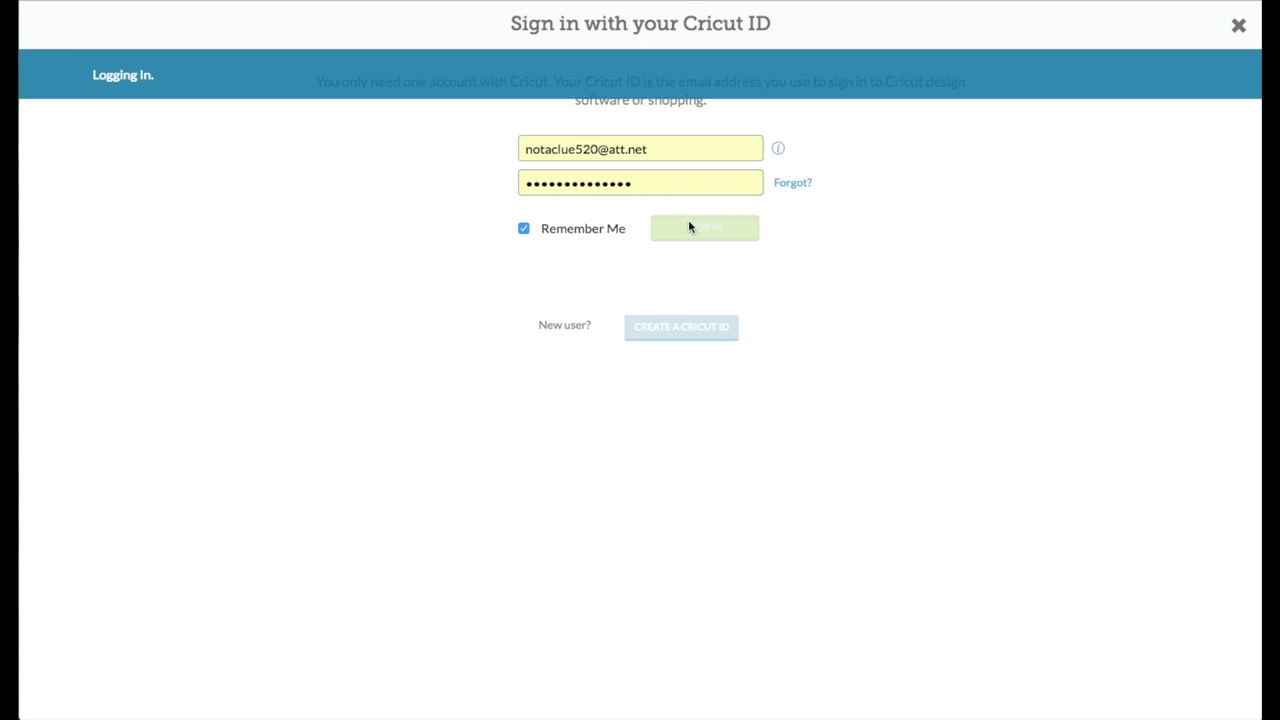 Sign in with your Cricut ID
Logging In.
You only need one account with Cricut. Your Cricut ID is the email address you use to sign in to Cricut design
software or shopping.
notaclue520@att.net
Forgot?
Remember Me
New user?
CREATE A CRICUT ID